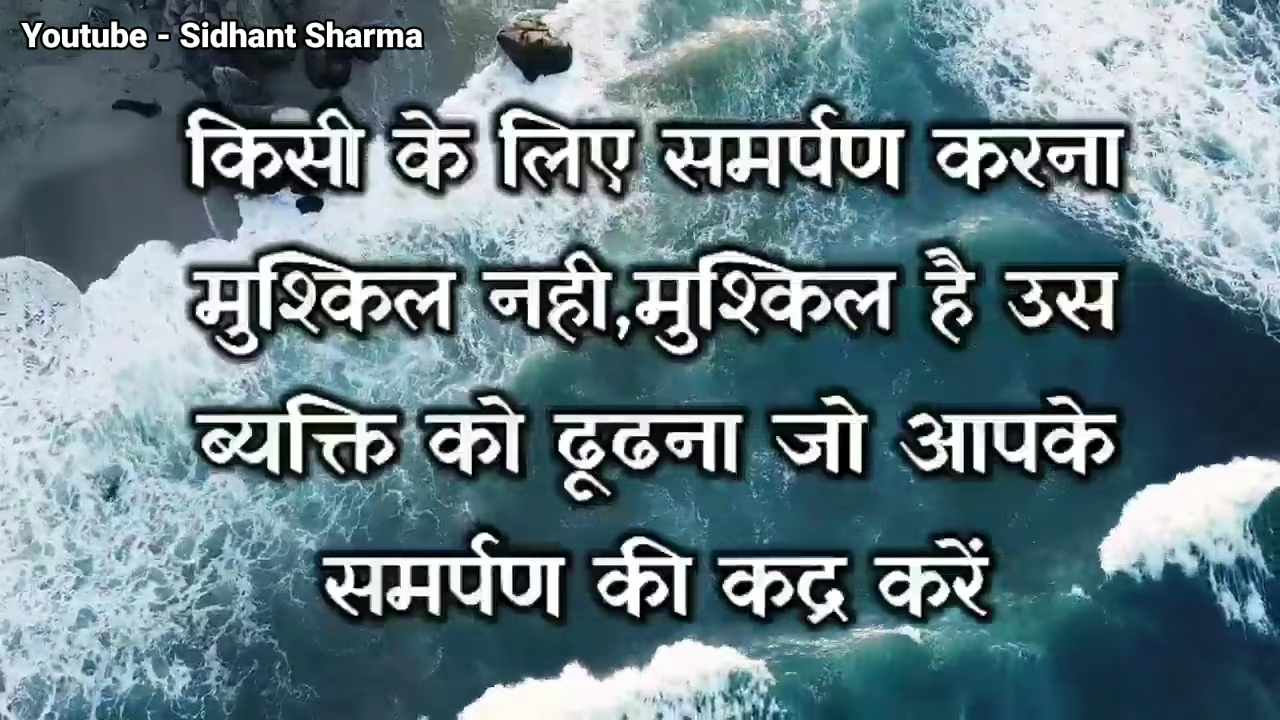 Youtube - Sidhant Sharma
किसी के लिए समर्पण करना
मुश्किल नही,मुश्किल है उस
ब्यक्ति को ढूढना जो आपके
समर्पण की कद्र करें